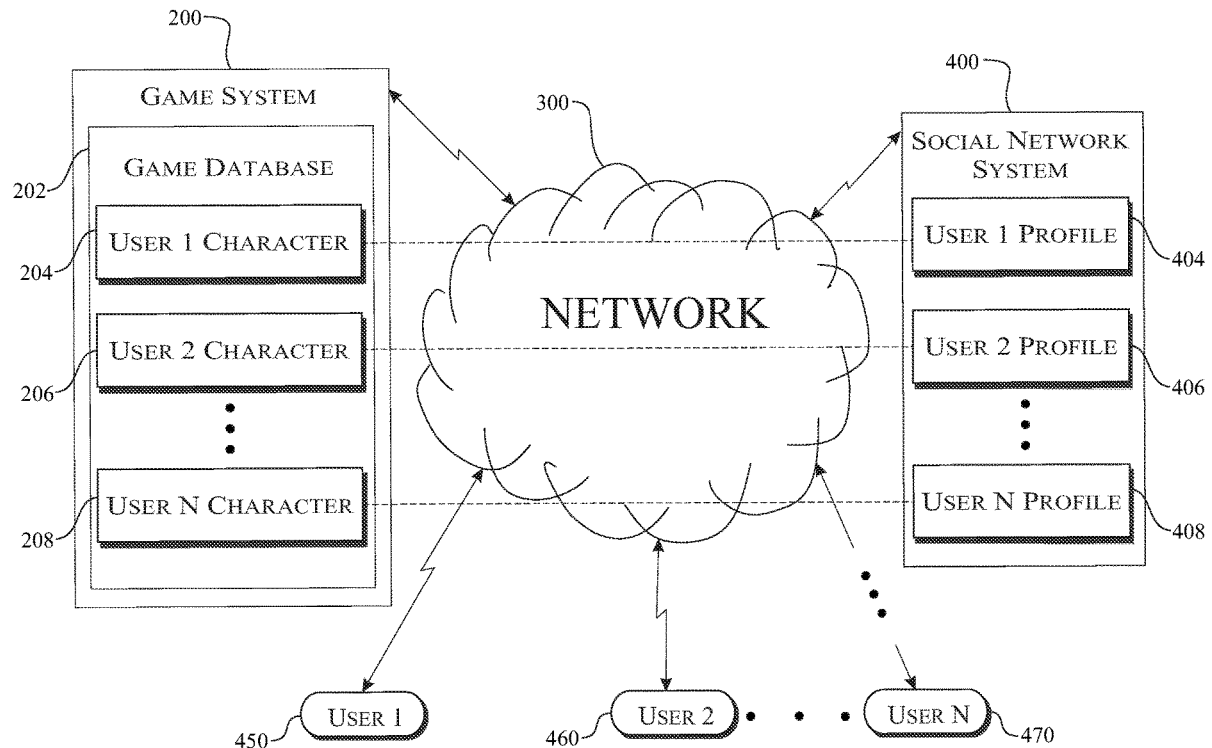 200
GAME SYSTEM
202
GAME DATABASE
204
USER 1 CHARACTER
206
USER 2 CHARACTER
208
USER N CHARACTER
300
NETWORK
400
SOCIAL NETWORK
SYSTEM
USER 1 PROFILE
404
USER 2 PROFILE
406
USER N PROFILE
408
USER 1
450
USER 2
460
USER N
470